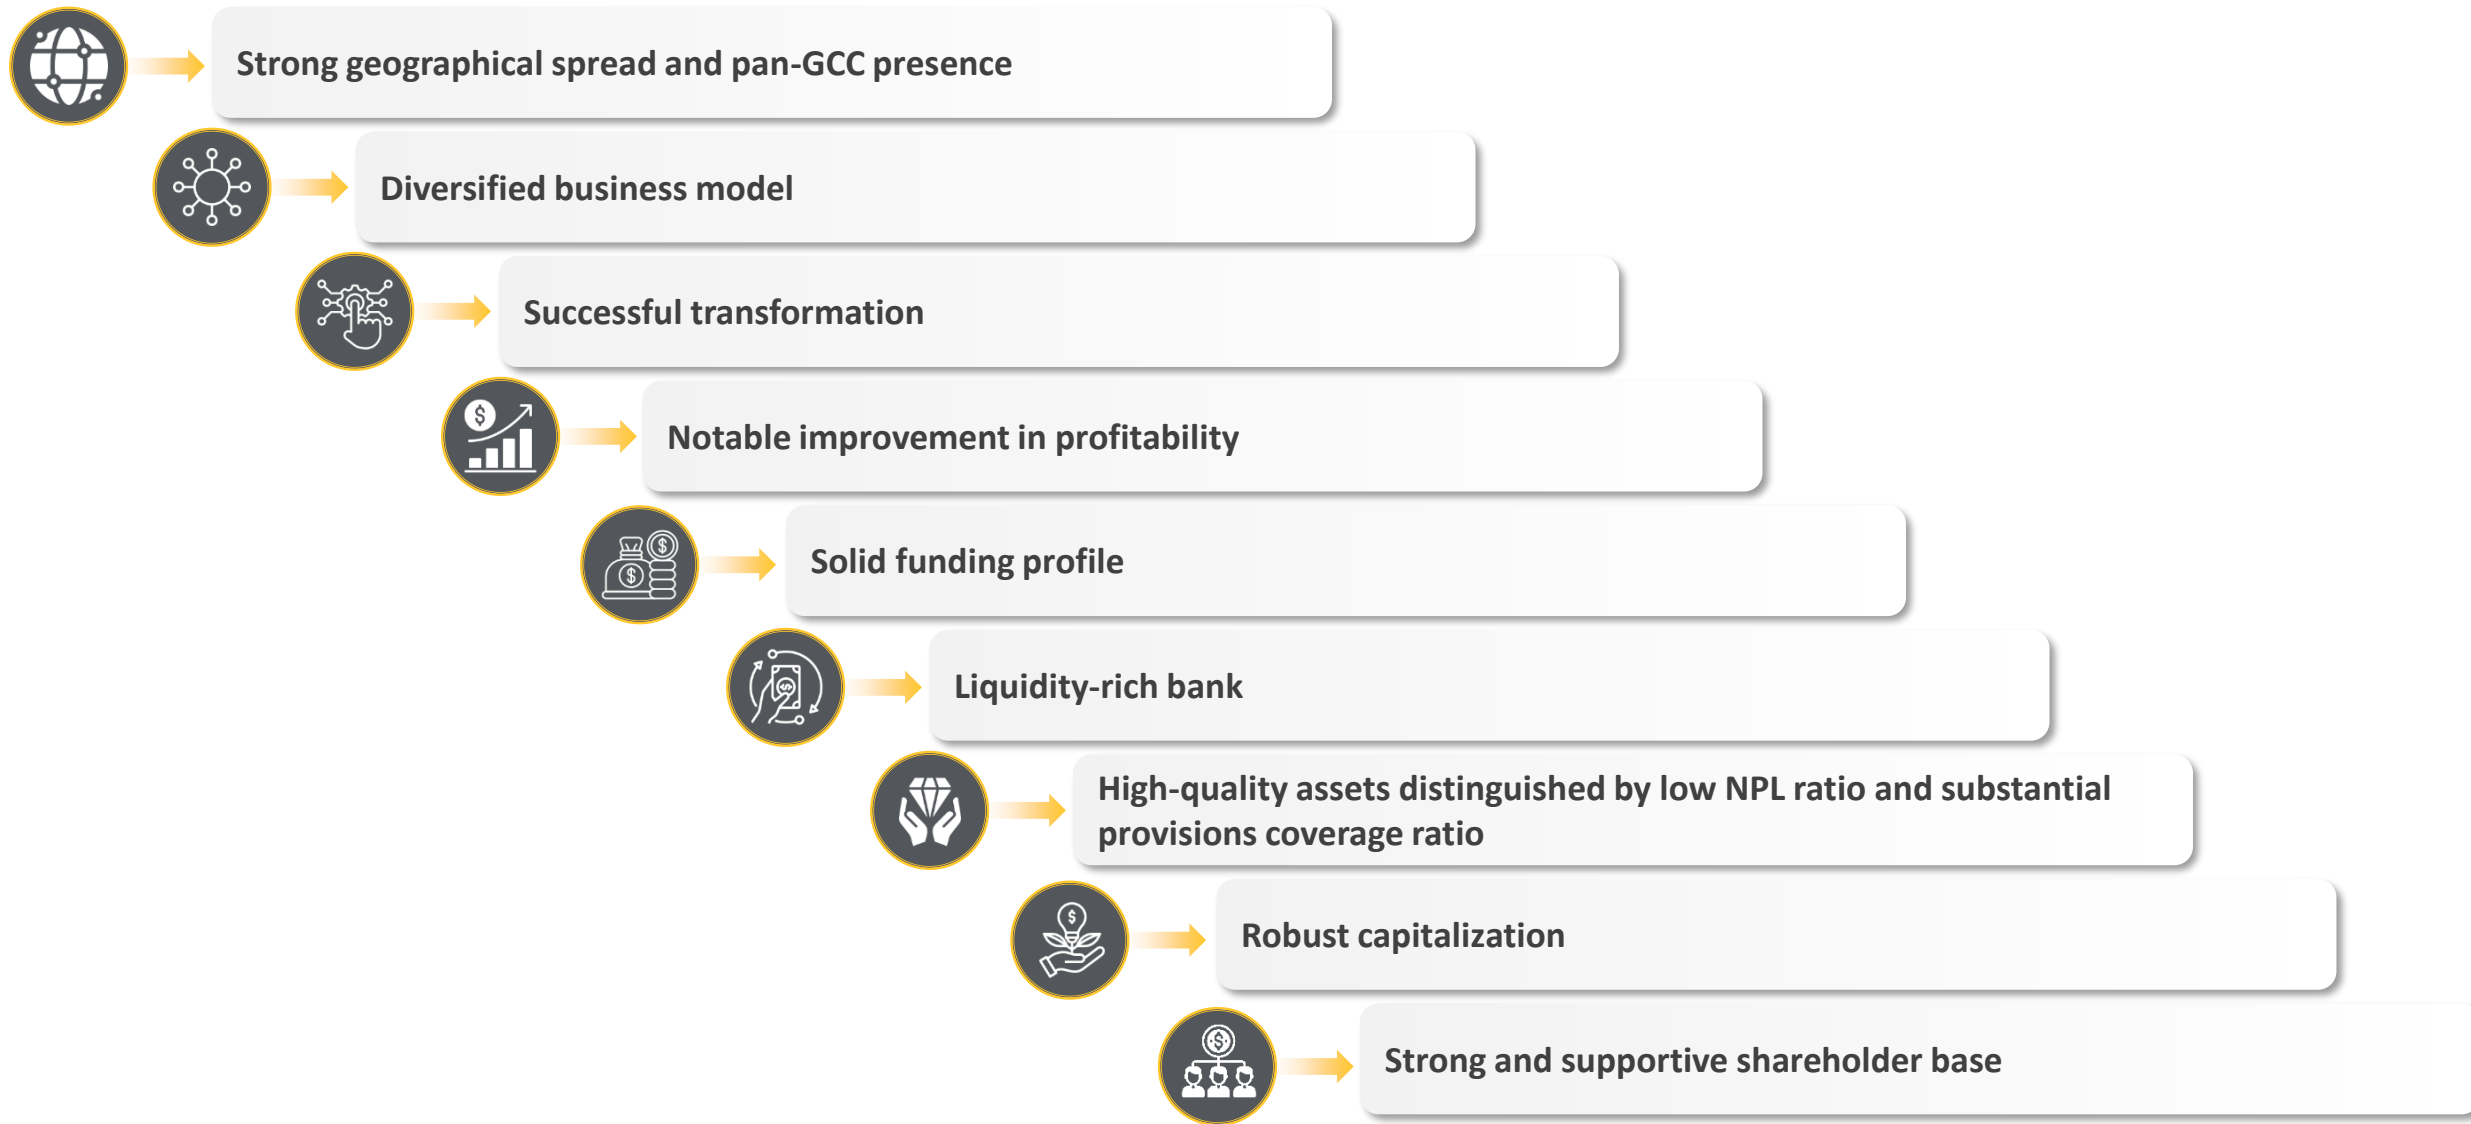 Strong geographical spread and pan-GCC presence
Diversified business model
Successful transformation
$
Notable improvement in profitability
$
$
Solid funding profile
$
Liquidity-rich bank
High-quality assets distinguished by low NPL ratio and substantial
provisions coverage ratio
$
Robust capitalization
$
Strong and supportive shareholder base